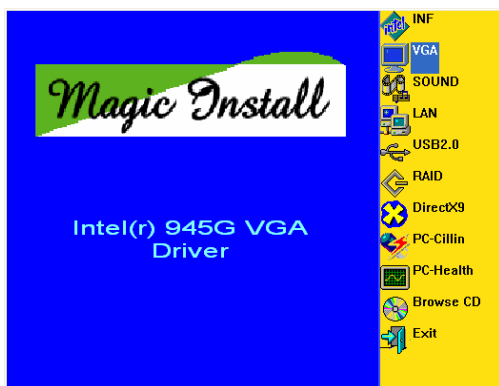 Magic Install
Intel(r) 945G VGA
Driver
intel
INF
VGA
SOUND
LAN
USB2.0
RAID
DirectX9
PC-Cillin
PC-Health
Browse CD
Exit